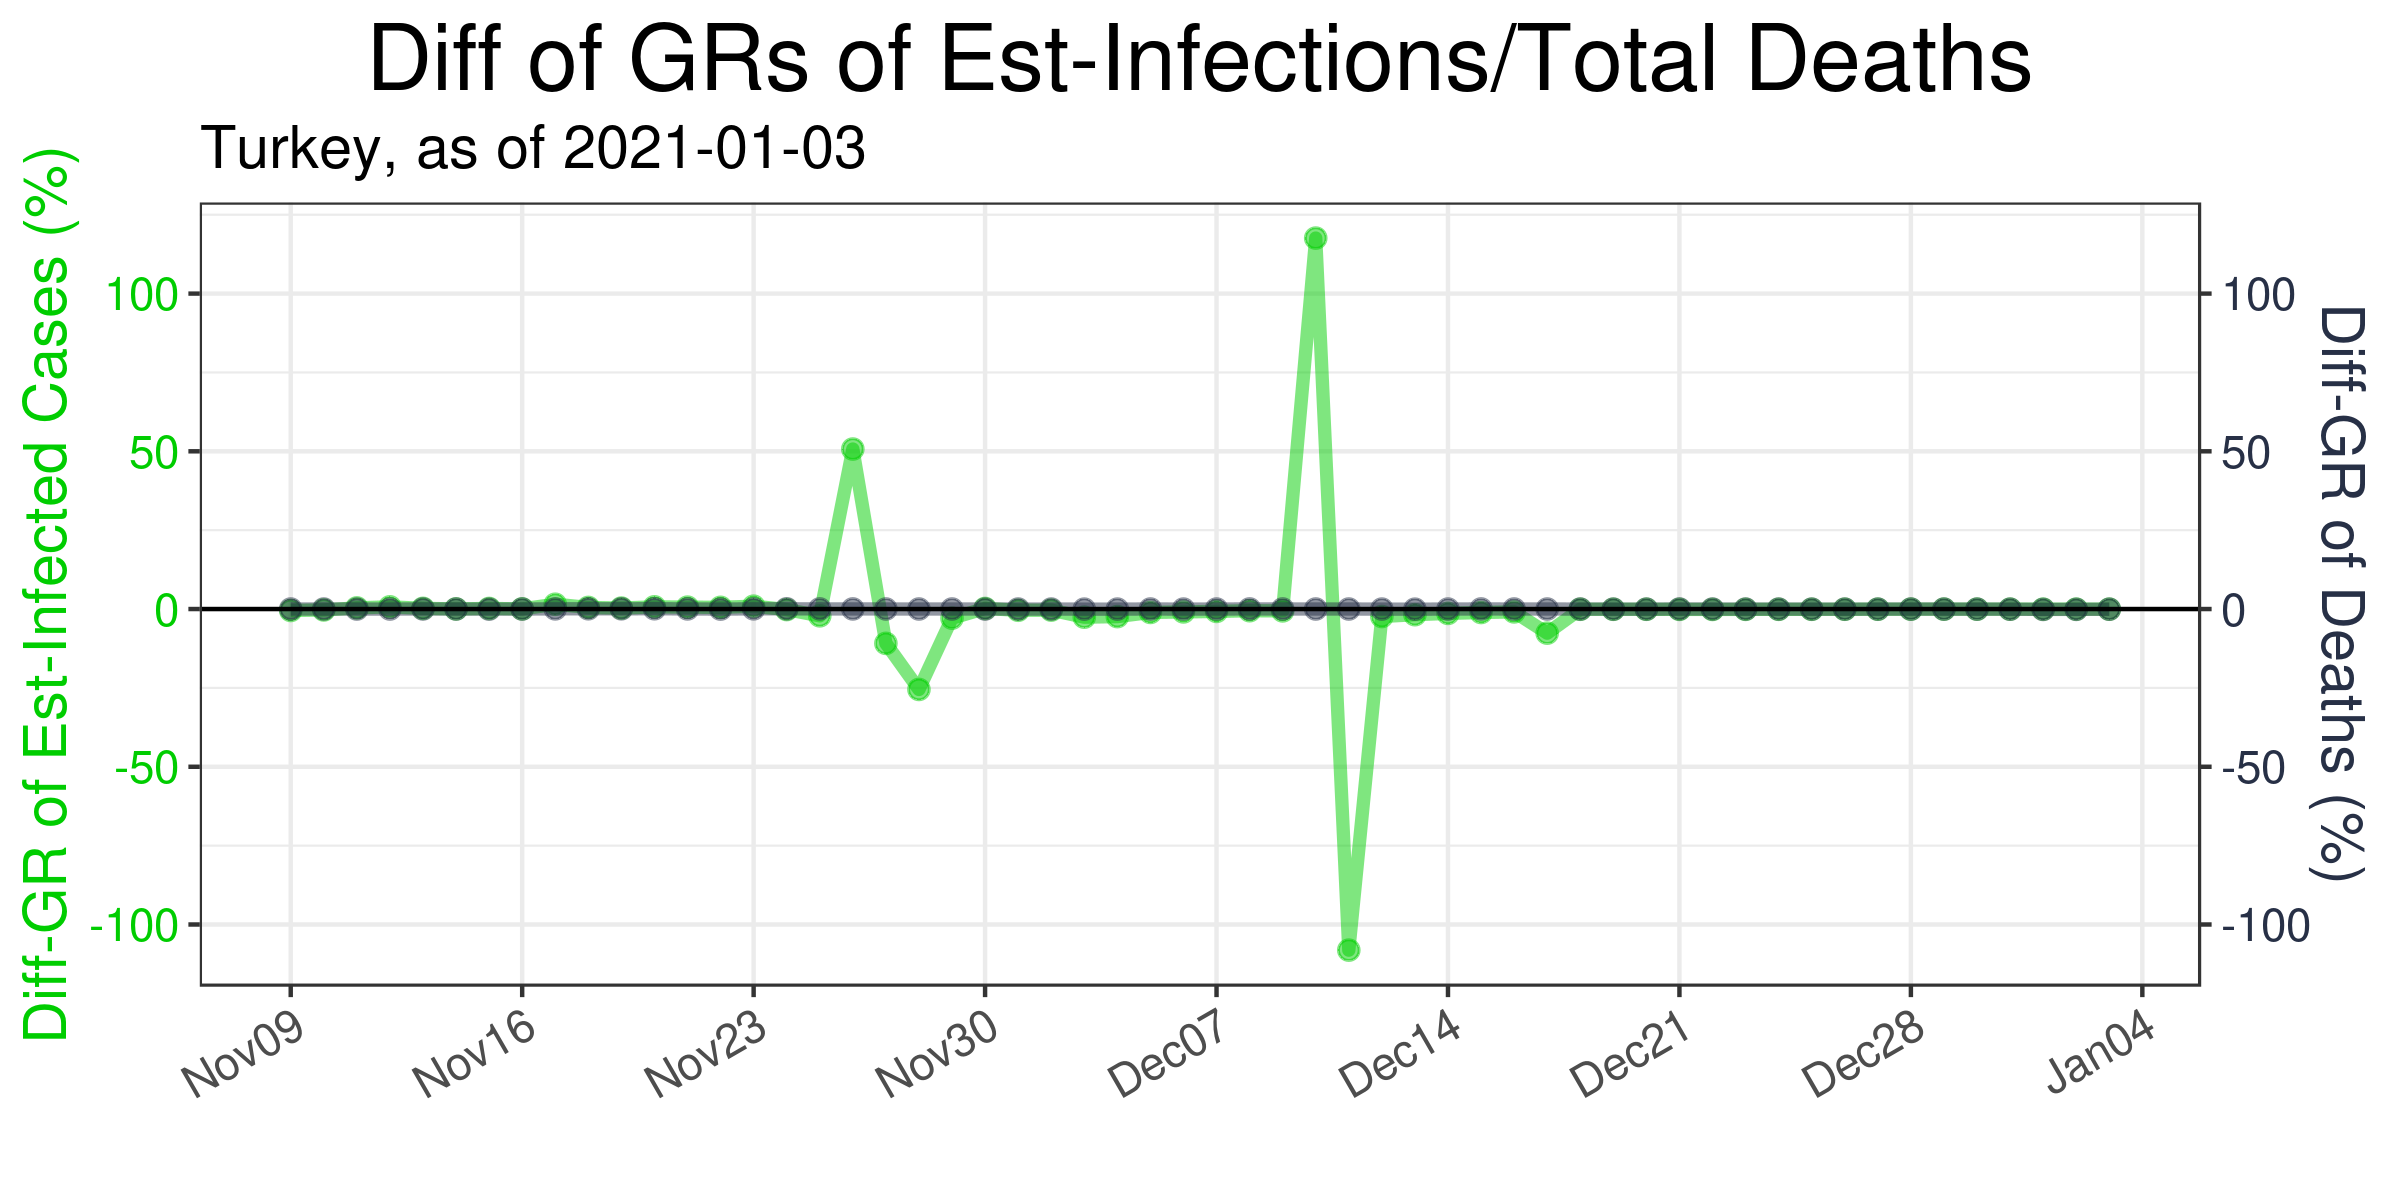 Diff of GRs of Est-Infections/Total Deaths
Turkey, as of 2021-01-03
Diff-GR of Est-Infected Cases (%)
100
50
0
-50
-100
100
50
0
-50
-100
Diff-GR of Deaths (%)
Nov09
Nov16
Nov23
Nov30
Dec07
Dec14
Dec21
Dec28
Jan04